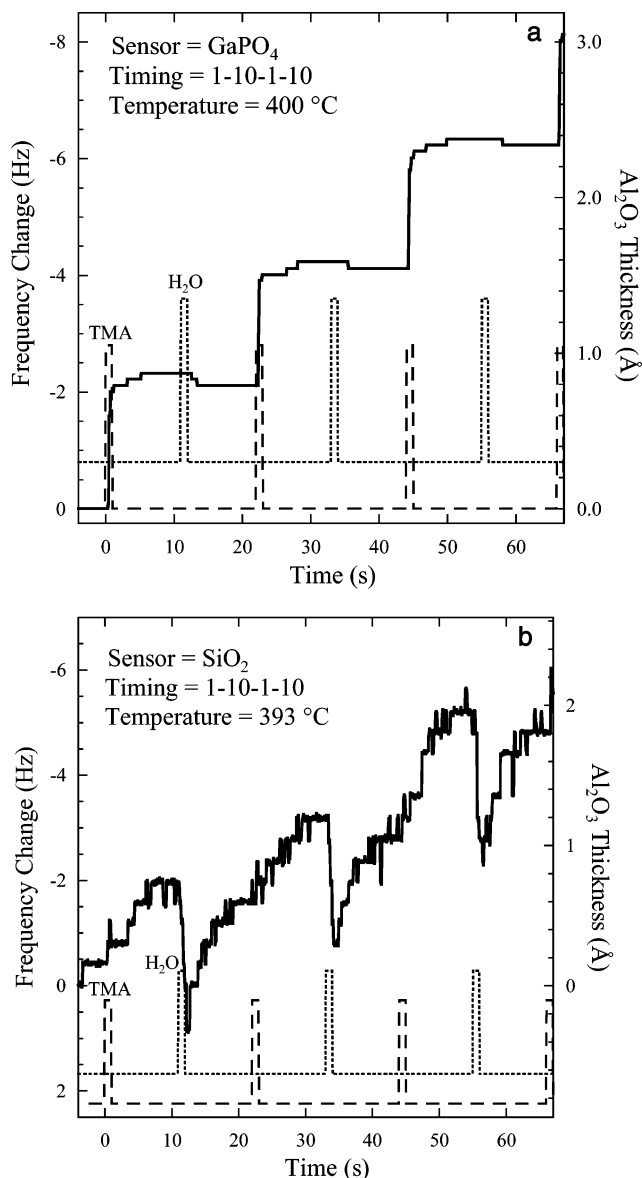 a
Sensor = GaPO4
Timing = 1-10-1-10
Temperature = 400 °C
-8
-6
-4
-2
0
Frequency Change (Hz)
3.0
2.0
1.0
0.0
Al2O3 Thickness (Å)
H2O
TMA
0 10 20 30 40 50 60
Time (s)
b
Sensor = SiO2
Timing = 1-10-1-10
Temperature = 393 °C
-6
-4
-2
0
2
Frequency Change (Hz)
2
1
0
Al2O3 Thickness (Å)
H2O
TMA
0 10 20 30 40 50 60
Time (s)